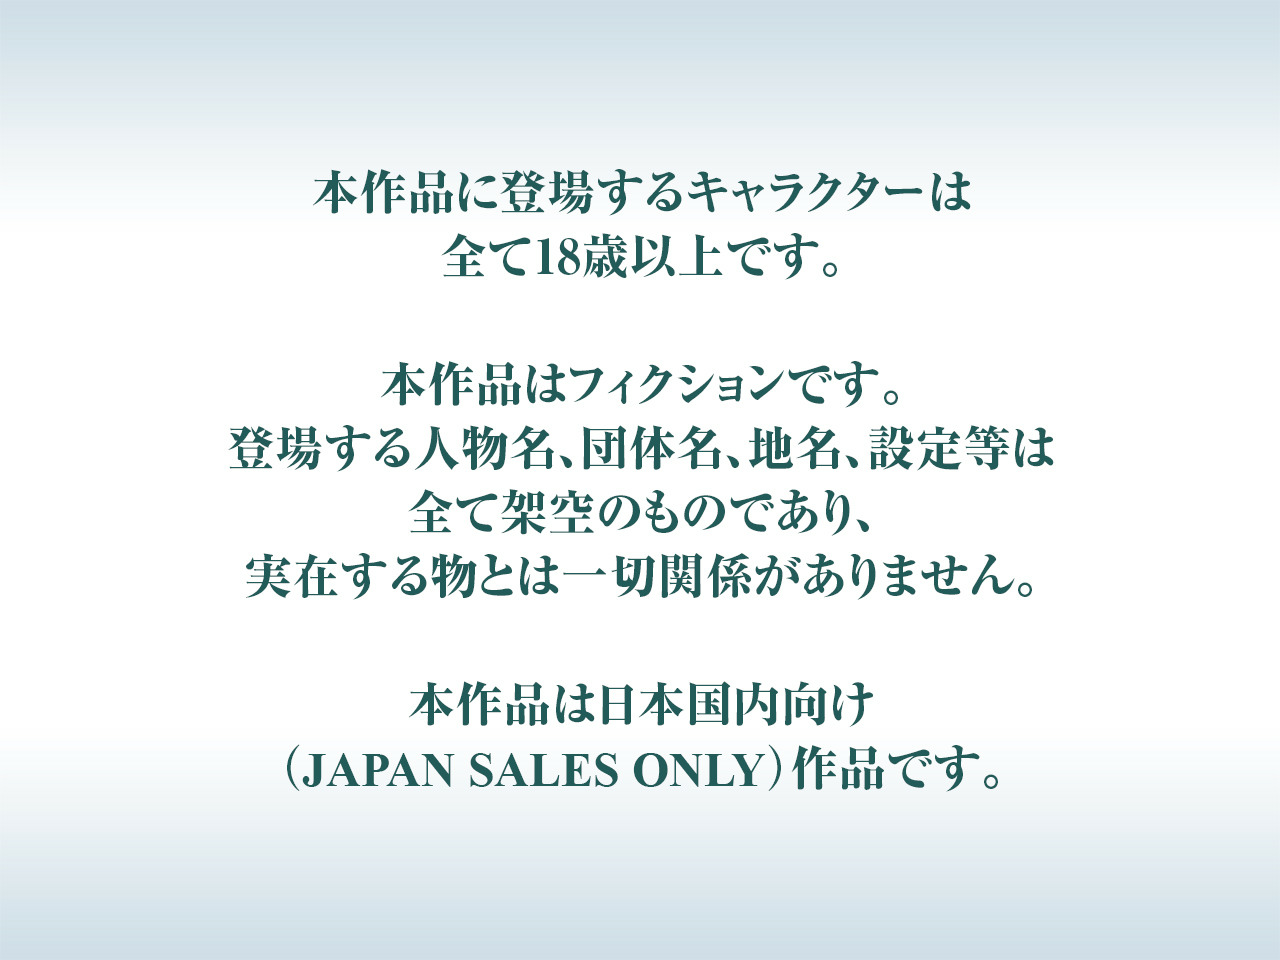 本作品に登場するキャラクターは
全て18歳以上です。
本作品はフィクションです。
登場する人物名、団体名、地名、設定等は
全て架空のものであり、
実在する物とは一切関係がありません。
本作品は日本国内向け
（JAPAN SALES ONLY）作品です。